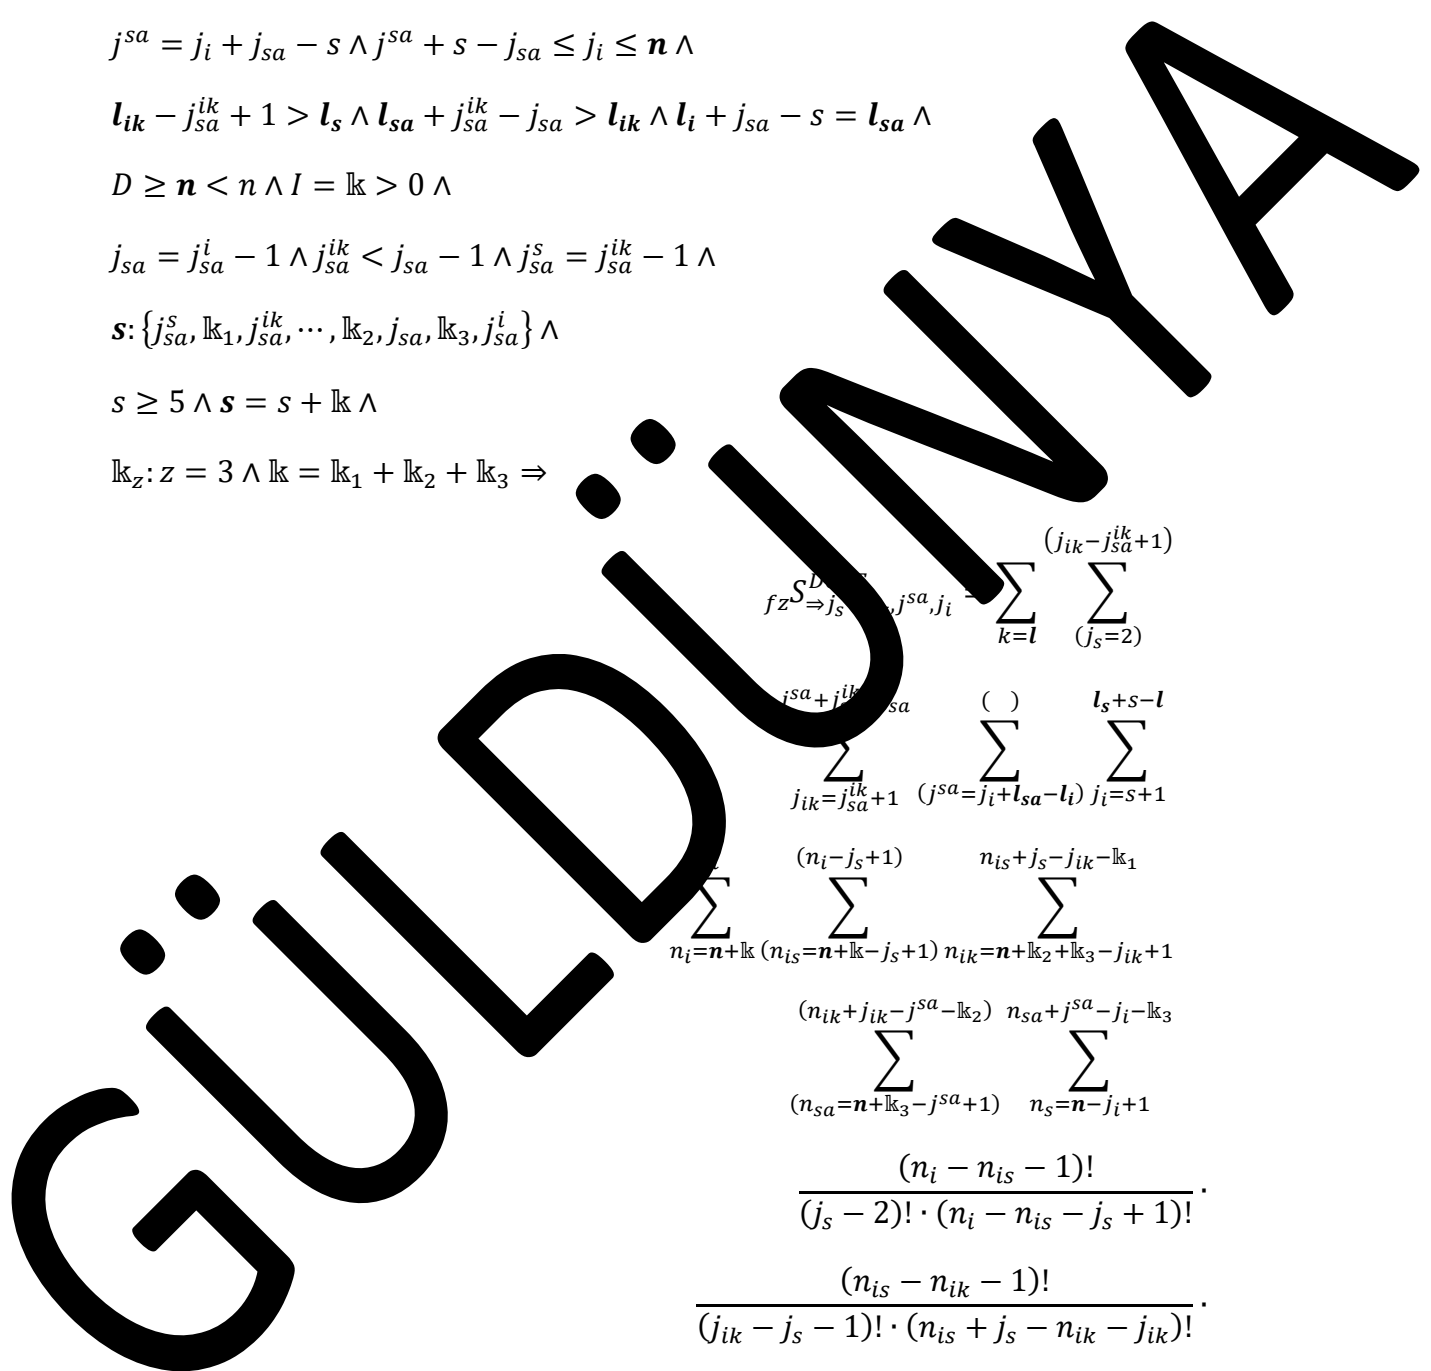 j^{sa} = j_i + j_{sa} − s ∧ j^{sa} + s − j_{sa} ≤ j_i ≤ 𝒏 ∧
𝒍_{𝒊𝒌} − j_{sa}^{ik} + 1 > 𝒍_𝒔 ∧ 𝒍_{𝒔𝒂} + j_{sa}^{ik} − j_{sa} > 𝒍_{𝒊𝒌} ∧ 𝒍_𝒊 + j_{sa} − s = 𝒍_{𝒔𝒂} ∧
D ≥ 𝒏 < n ∧ I = 𝕜 > 0 ∧
j_{sa} = j_{sa}^{i} − 1 ∧ j_{sa}^{ik} < j_{sa} − 1 ∧ j_{sa}^{s} = j_{sa}^{ik} − 1 ∧
𝒔: {j_{sa}^{s}, 𝕜_1, j_{sa}^{ik}, ⋯ , 𝕜_2, j_{sa}, 𝕜_3, j_{sa}^{i}} ∧
s ≥ 5 ∧ 𝒔 = s + 𝕜 ∧
𝕜_z: z = 3 ∧ 𝕜 = 𝕜_1 + 𝕜_2 + 𝕜_3 ⇒
_{fz}S_{⇒j_s , j^{sa}, j_i} ∑_{k=𝒍} ∑_{(j_s=2)}^{(j_{ik}−j_{sa}^{ik}+1)}
∑_{j_{ik}=j_{sa}^{ik}+1} ∑_{(j^{sa}=j_i+𝒍_{𝒔𝒂}−𝒍_𝒊)}^{( )} ∑_{j_i=s+1}^{𝒍_𝒔+s−𝒍}
∑_{n_i=𝒏+𝕜} ∑_{(n_{is}=𝒏+𝕜−j_s+1)}^{(n_i−j_s+1)} ∑_{n_{ik}=𝒏+𝕜_2+𝕜_3−j_{ik}+1}^{n_{is}+j_s−j_{ik}−𝕜_1}
∑_{(n_{sa}=𝒏+𝕜_3−j^{sa}+1)}^{(n_{ik}+j_{ik}−j^{sa}−𝕜_2)} ∑_{n_s=𝒏−j_i+1}^{n_{sa}+j^{sa}−j_i−𝕜_3}
(n_i − n_{is} − 1)!
(j_s − 2)! · (n_i − n_{is} − j_s + 1)! ·
(n_{is} − n_{ik} − 1)!
(j_{ik} − j_s − 1)! · (n_{is} + j_s − n_{ik} − j_{ik})! ·
GÜLDÜNYA